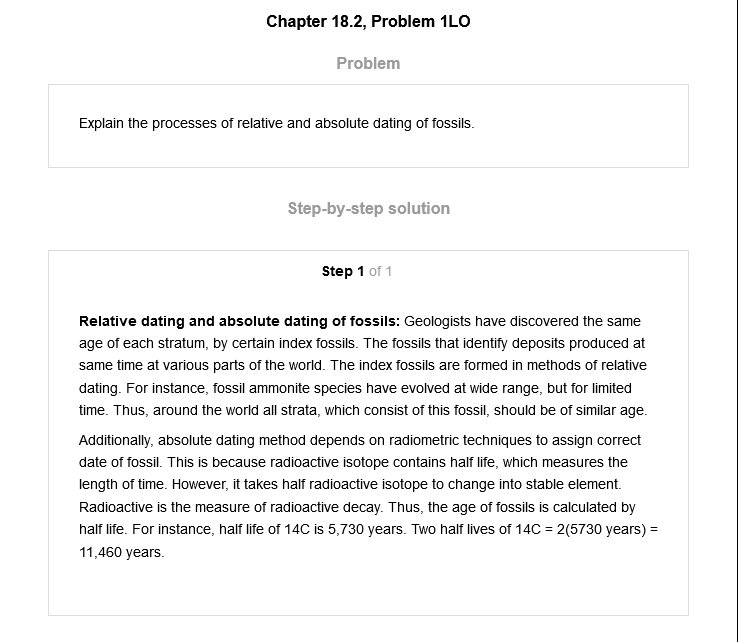 Chapter 18.2, Problem 1LO
Problem
Explain the processes of relative and absolute dating of fossils.
Step-by-step solution
Step 1 of 1
Relative dating and absolute dating of fossils: Geologists have discovered the same
age of each stratum, by certain index fossils. The fossils that identify deposits produced at
same time at various parts of the world. The index fossils are formed in methods of relative
dating. For instance, fossil ammonite species have evolved at wide range, but for limited
time. Thus, around the world all strata, which consist of this fossil, should be of similar age.
Additionally, absolute dating method depends on radiometric techniques to assign correct
date of fossil. This is because radioactive isotope contains half life, which measures the
length of time. However, it takes half radioactive isotope to change into stable element.
Radioactive is the measure of radioactive decay. Thus, the age of fossils is calculated by
half life. For instance, half life of 14C is 5,730 years. Two half lives of 14C = 2(5730 years) =
11,460 years.